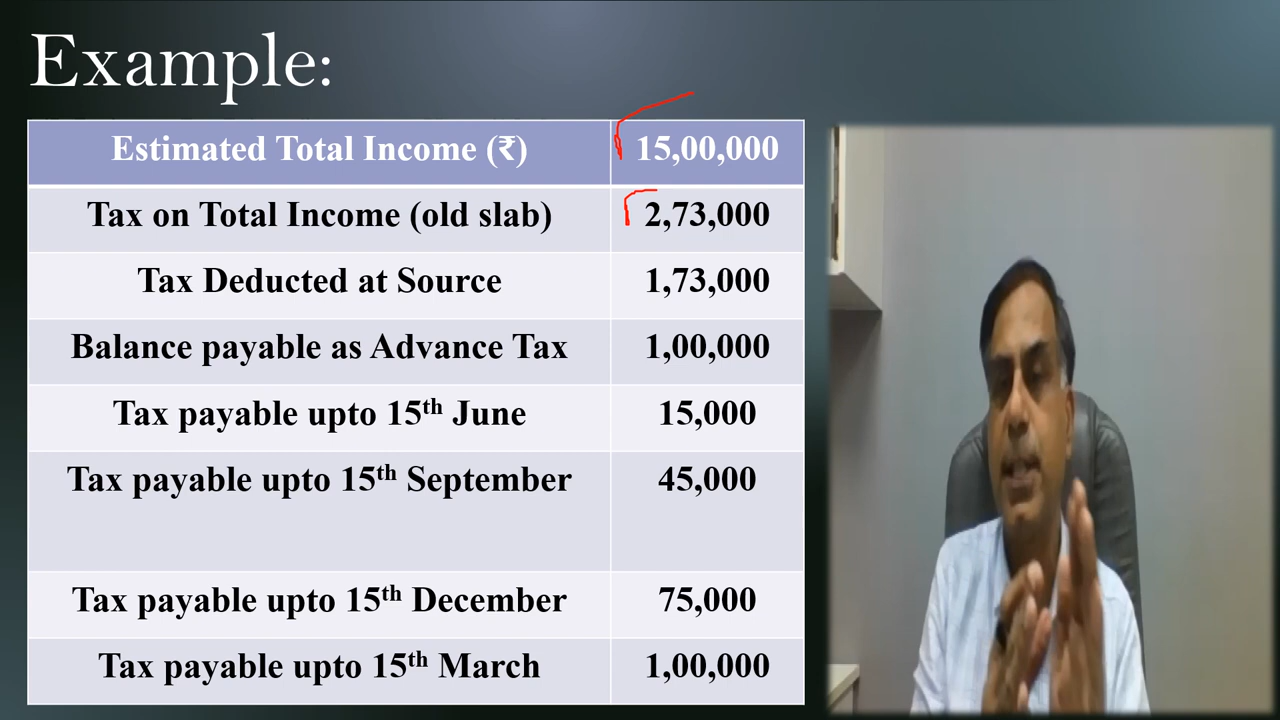 Example:
Estimated Total Income (₹) 15,00,000
Tax on Total Income (old slab) 2,73,000
Tax Deducted at Source 1,73,000
Balance payable as Advance Tax 1,00,000
Tax payable upto 15th June 15,000
Tax payable upto 15th September 45,000
Tax payable upto 15th December 75,000
Tax payable upto 15th March 1,00,000